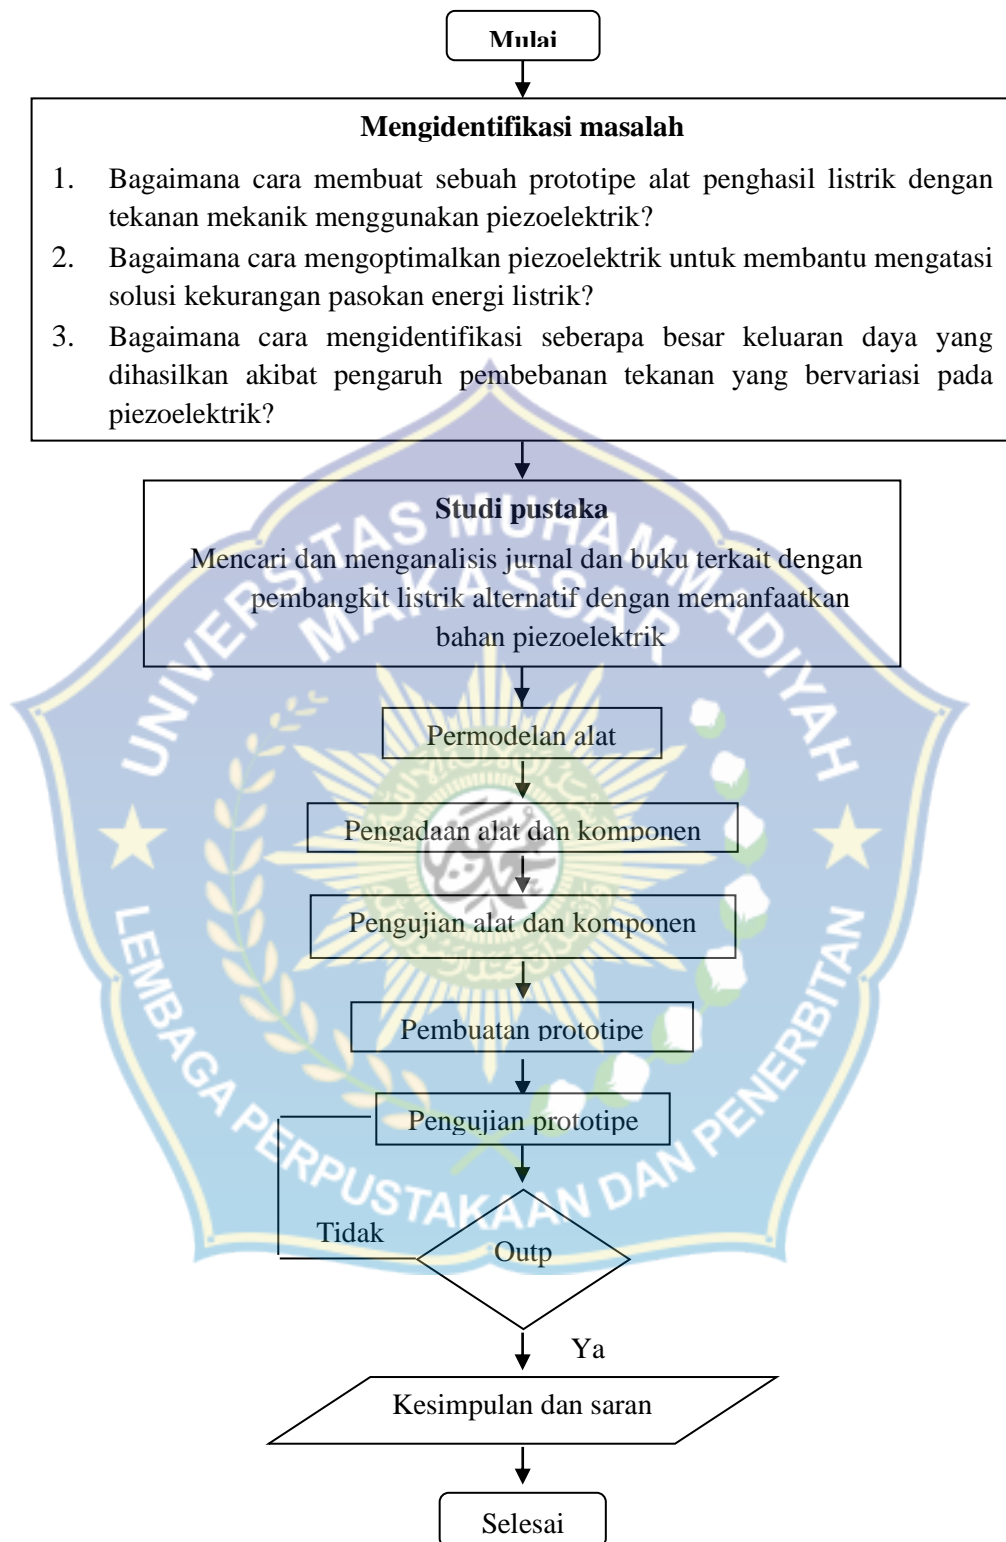 Mulai
Mengidentifikasi masalah
1. Bagaimana cara membuat sebuah prototipe alat penghasil listrik dengan
tekanan mekanik menggunakan piezoelektrik?
2. Bagaimana cara mengoptimalkan piezoelektrik untuk membantu mengatasi
solusi kekurangan pasokan energi listrik?
3. Bagaimana cara mengidentifikasi seberapa besar keluaran daya yang
dihasilkan akibat pengaruh pembebanan tekanan yang bervariasi pada
piezoelektrik?
Studi pustaka
Mencari dan menganalisis jurnal dan buku terkait dengan
pembangkit listrik alternatif dengan memanfaatkan
bahan piezoelektrik
Permodelan alat
Pengadaan alat dan komponen
Pengujian alat dan komponen
Pembuatan prototipe
Pengujian prototipe
Tidak
Outp
Ya
Kesimpulan dan saran
Selesai
UNIVERSITAS MUHAMMADIYAH
MAKASSAR
LEMBAGA PERPUSTAKAAN DAN PENERBITAN